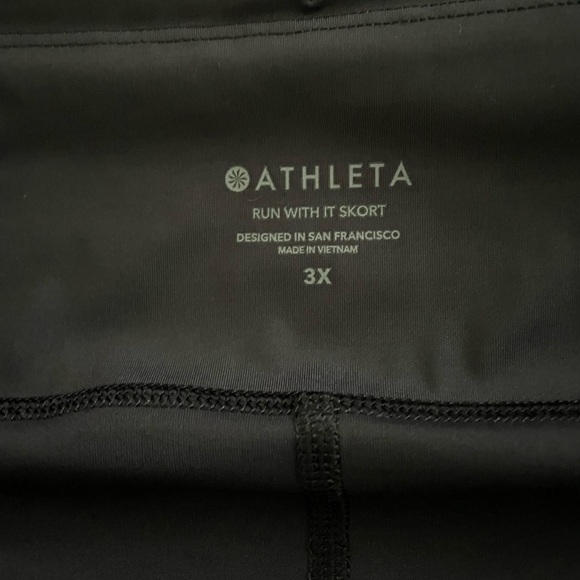 ATHLETA
RUN WITH IT SKORT
DESIGNED IN SAN FRANCISCO
MADE IN VIETNAM
3X